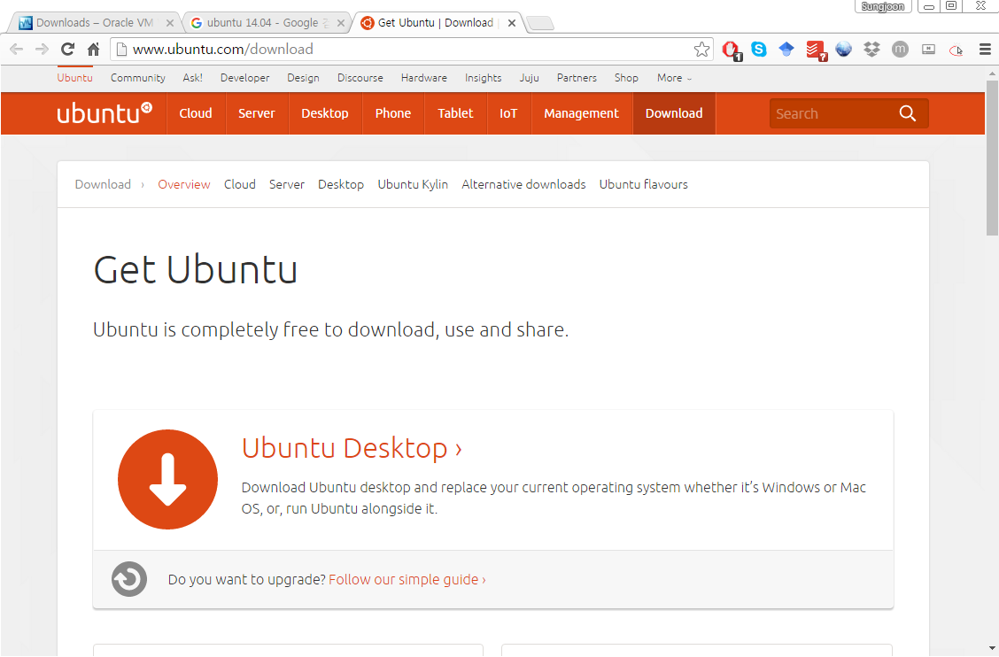 Sungjoon
Downloads – Oracle VM
ubuntu 14.04 - Google
Get Ubuntu | Download
www.ubuntu.com/download
1
?
m
Ubuntu Community Ask! Developer Design Discourse Hardware Insights Juju Partners Shop More
ubuntu Cloud Server Desktop Phone Tablet IoT Management Download Search
Download › Overview Cloud Server Desktop Ubuntu Kylin Alternative downloads Ubuntu flavours
Get Ubuntu
Ubuntu is completely free to download, use and share.
Ubuntu Desktop ›
Download Ubuntu desktop and replace your current operating system whether it’s Windows or Mac
OS, or, run Ubuntu alongside it.
Do you want to upgrade? Follow our simple guide ›